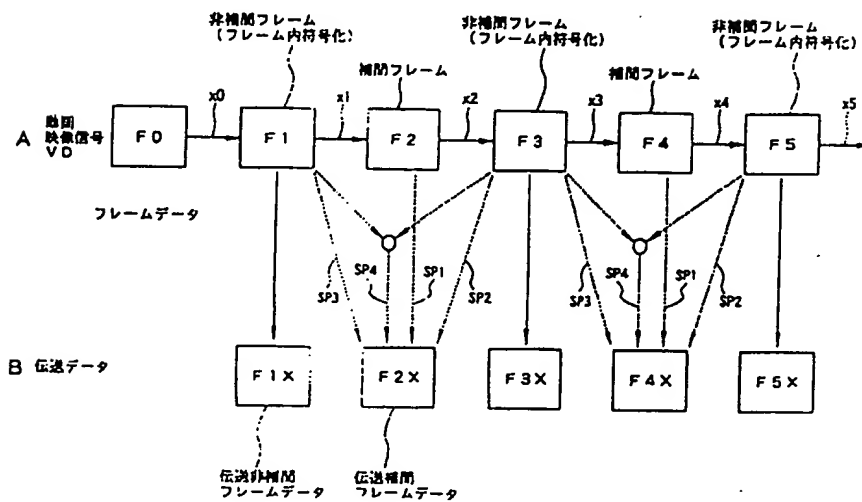 非補間フレーム
(フレーム内符号化)
補間フレーム
非補間フレーム
(フレーム内符号化)
補間フレーム
非補間フレーム
(フレーム内符号化)
A 動画
映像信号
VD
F0
x0
F1
x1
F2
x2
F3
x3
F4
x4
F5
x5
フレームデータ
SP3
SP4
SP1
SP2
SP3
SP4
SP1
SP2
B 伝送データ
F1X
F2X
F3X
F4X
F5X
伝送非補間
フレームデータ
伝送補間
フレームデータ